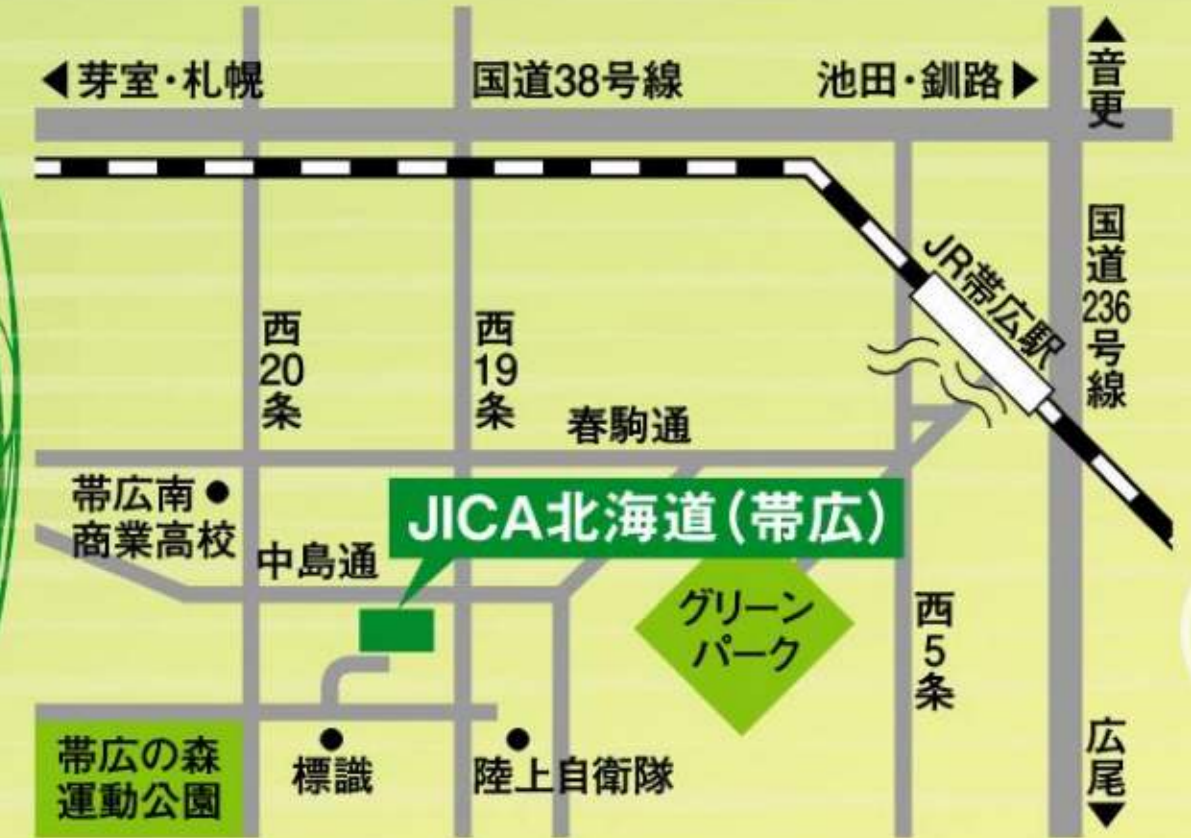 ◀芽室・札幌
国道38号線
池田・釧路▶
▲音更
国道236号線
JR帯広駅
西20条
西19条
春駒通
帯広南
商業高校
JICA北海道(帯広)
中島通
グリーン
パーク
西5条
帯広の森
運動公園
標識
陸上自衛隊
広尾▼